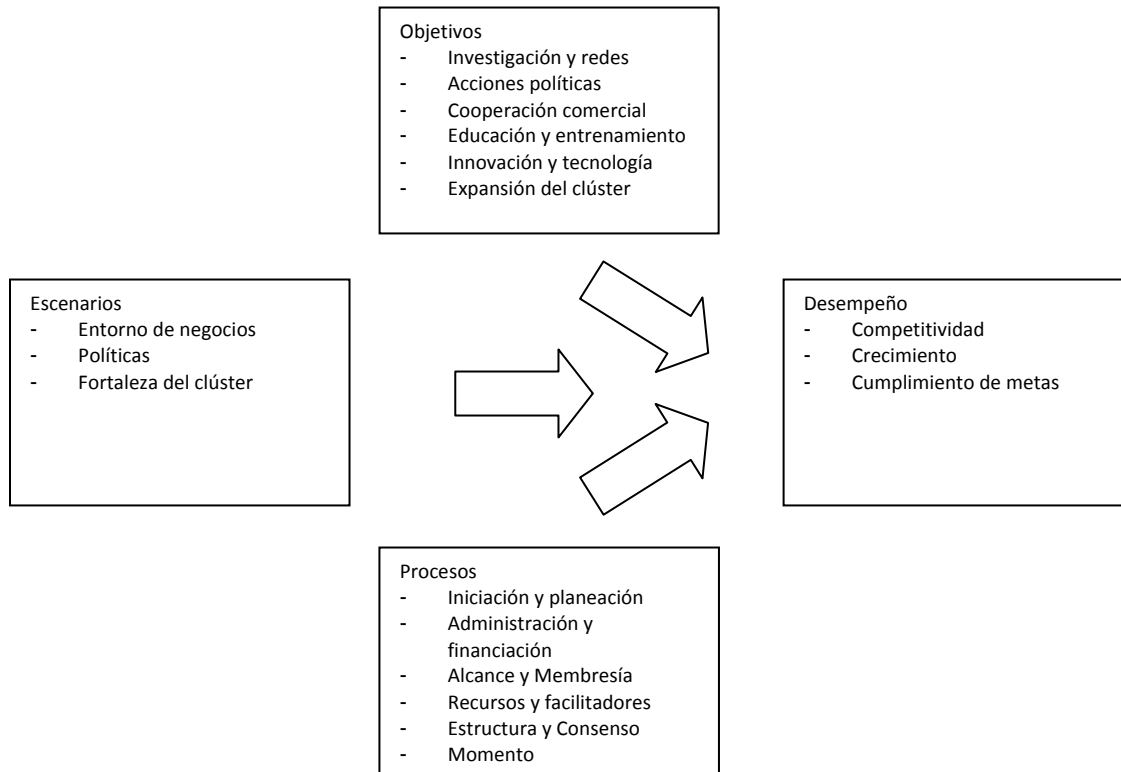 Objetivos
- Investigación y redes
- Acciones políticas
- Cooperación comercial
- Educación y entrenamiento
- Innovación y tecnología
- Expansión del clúster
Escenarios
- Entorno de negocios
- Políticas
- Fortaleza del clúster
Desempeño
- Competitividad
- Crecimiento
- Cumplimiento de metas
Procesos
- Iniciación y planeación
- Administración y
financiación
- Alcance y Membresía
- Recursos y facilitadores
- Estructura y Consenso
- Momento